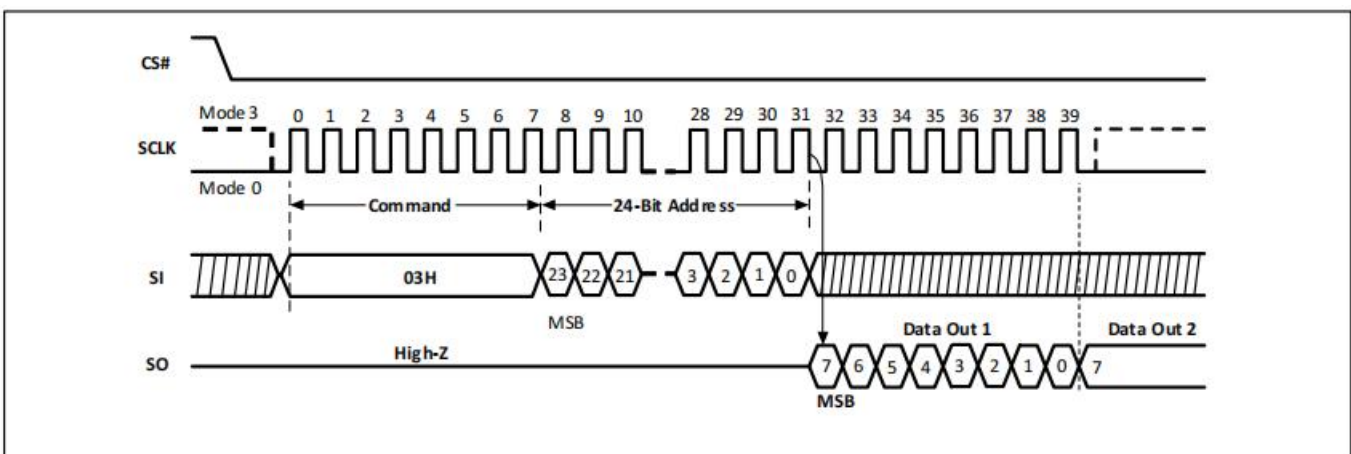 CS#
Mode 3
0 1 2 3 4 5 6 7 8 9 10 28 29 30 31 32 33 34 35 36 37 38 39
SCLK
Mode 0
Command 24-Bit Address
SI 03H 23 22 21 3 2 1 0
MSB
Data Out 1 Data Out 2
High-Z
SO 7 6 5 4 3 2 1 0 7
MSB